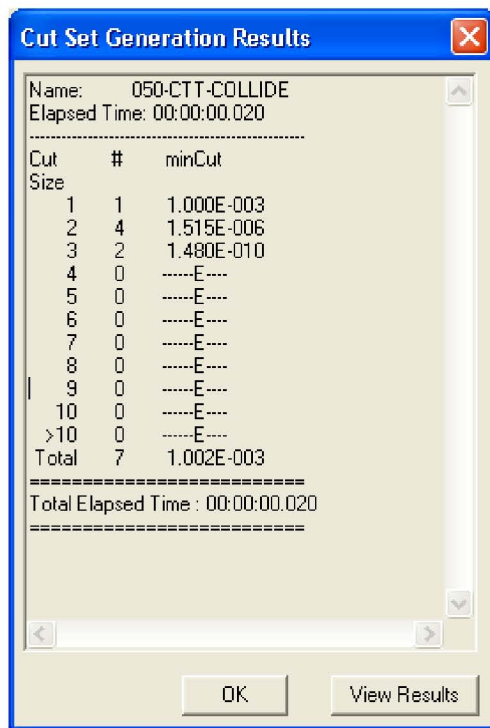 Cut Set Generation Results
Name: 050-CTT-COLLIDE
Elapsed Time: 00:00:00.020
----------------------------------------------
Cut # minCut
Size
1 1 1.000E-003
2 4 1.515E-006
3 2 1.480E-010
4 0 ------E----
5 0 ------E----
6 0 ------E----
7 0 ------E----
8 0 ------E----
9 0 ------E----
10 0 ------E----
>10 0 ------E----
Total 7 1.002E-003
===========================
Total Elapsed Time : 00:00:00.020
===========================
OK View Results